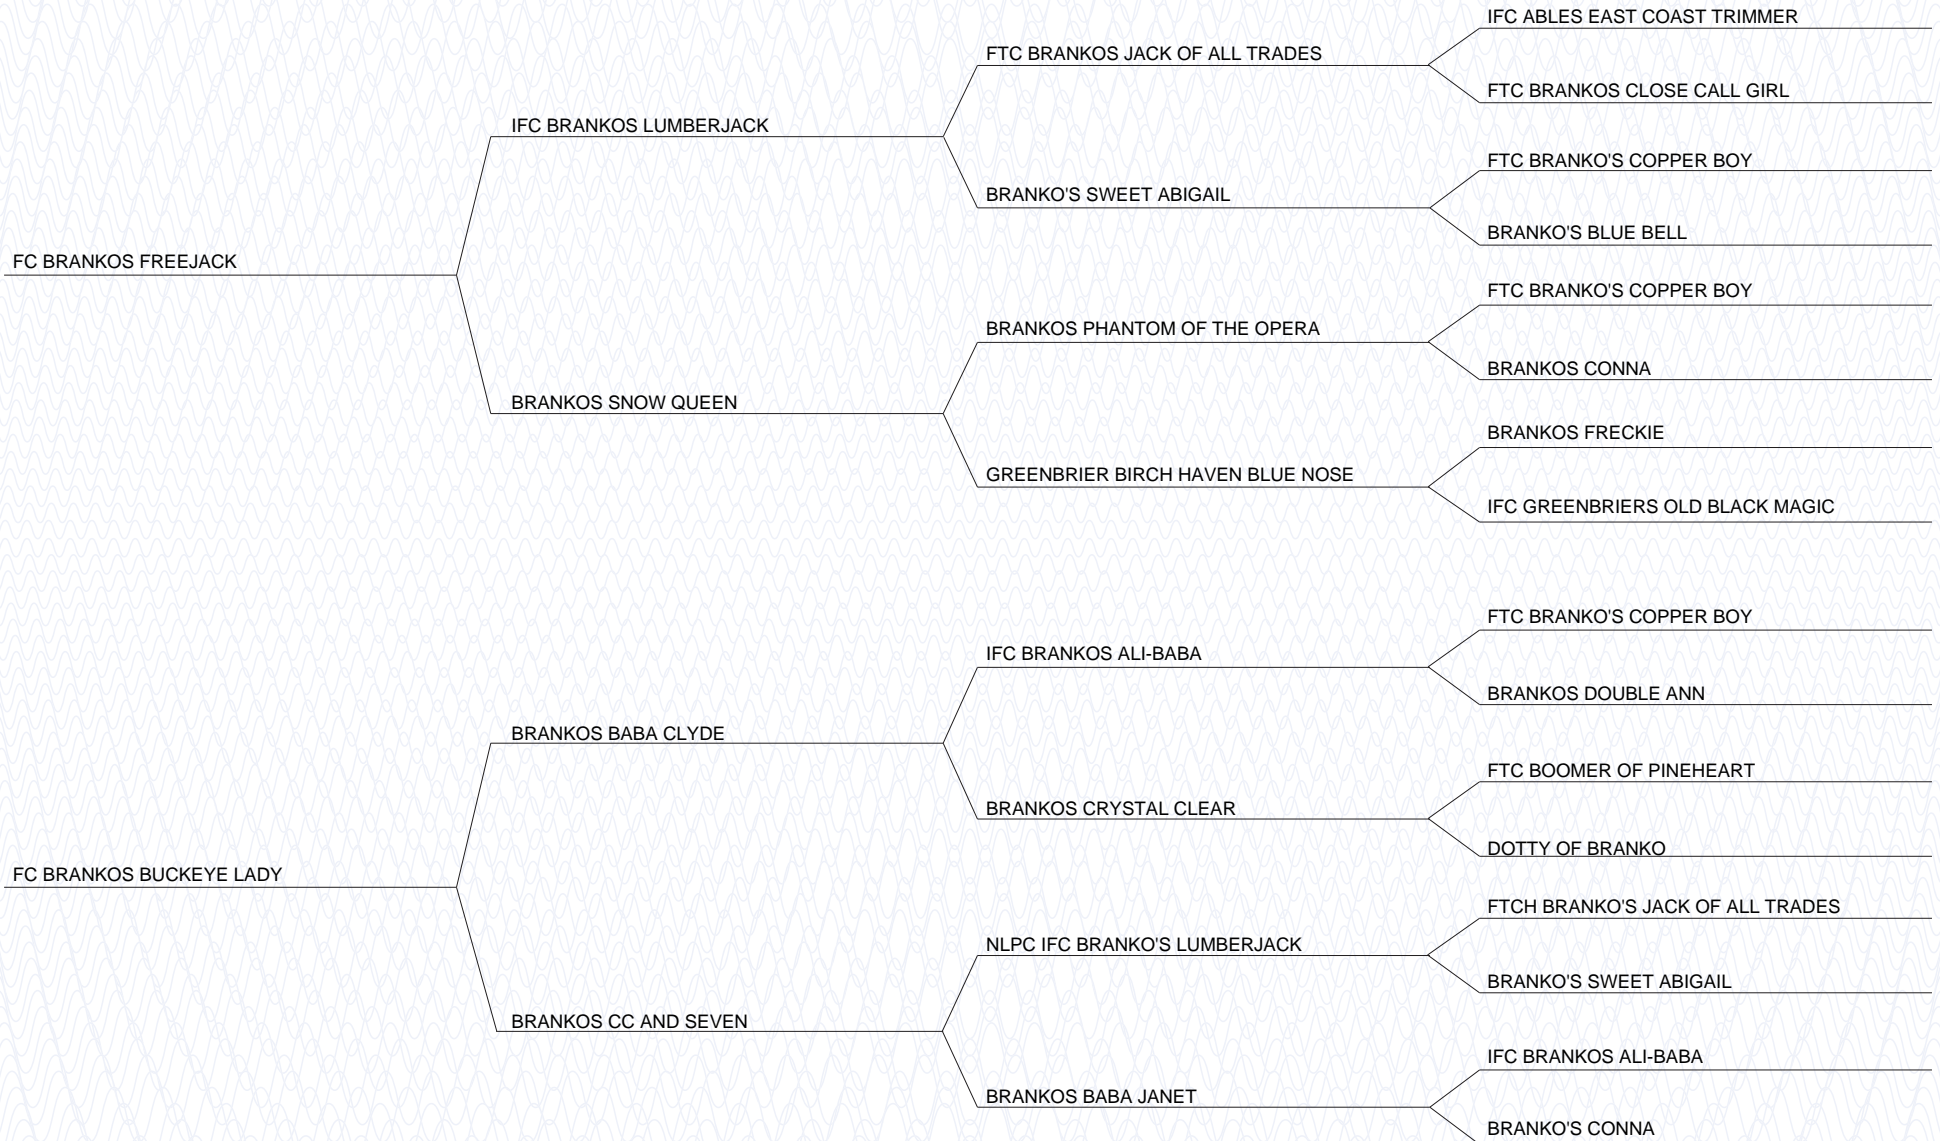 IFC ABLES EAST COAST TRIMMER
FTC BRANKOS JACK OF ALL TRADES
FTC BRANKOS CLOSE CALL GIRL
IFC BRANKOS LUMBERJACK
FTC BRANKO'S COPPER BOY
BRANKO'S SWEET ABIGAIL
BRANKO'S BLUE BELL
FC BRANKOS FREEJACK
FTC BRANKO'S COPPER BOY
BRANKOS PHANTOM OF THE OPERA
BRANKOS CONNA
BRANKOS SNOW QUEEN
BRANKOS FRECKIE
GREENBRIER BIRCH HAVEN BLUE NOSE
IFC GREENBRIERS OLD BLACK MAGIC
FTC BRANKO'S COPPER BOY
IFC BRANKOS ALI-BABA
BRANKOS DOUBLE ANN
BRANKOS BABA CLYDE
FTC BOOMER OF PINEHEART
BRANKOS CRYSTAL CLEAR
DOTTY OF BRANKO
FC BRANKOS BUCKEYE LADY
FTCH BRANKO'S JACK OF ALL TRADES
NLPC IFC BRANKO'S LUMBERJACK
BRANKO'S SWEET ABIGAIL
BRANKOS CC AND SEVEN
IFC BRANKOS ALI-BABA
BRANKOS BABA JANET
BRANKO'S CONNA